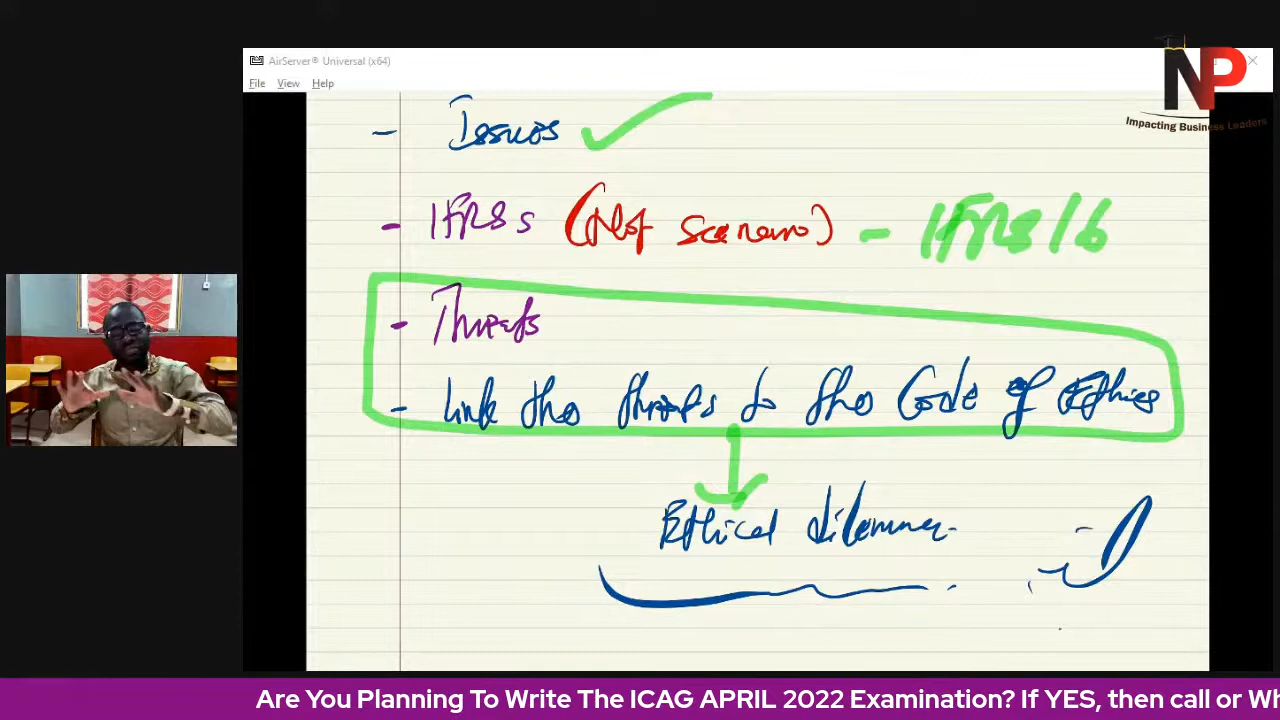 AirServer® Universal (x64)
File View Help
NP
Impacting Business Leaders
- Issues
- IFRSs (Not scenario) - IFRS 16
- Threats
- link the threats to the Code of Ethics
Ethical dilemma
Are You Planning To Write The ICAG APRIL 2022 Examination? If YES, then call or Wh